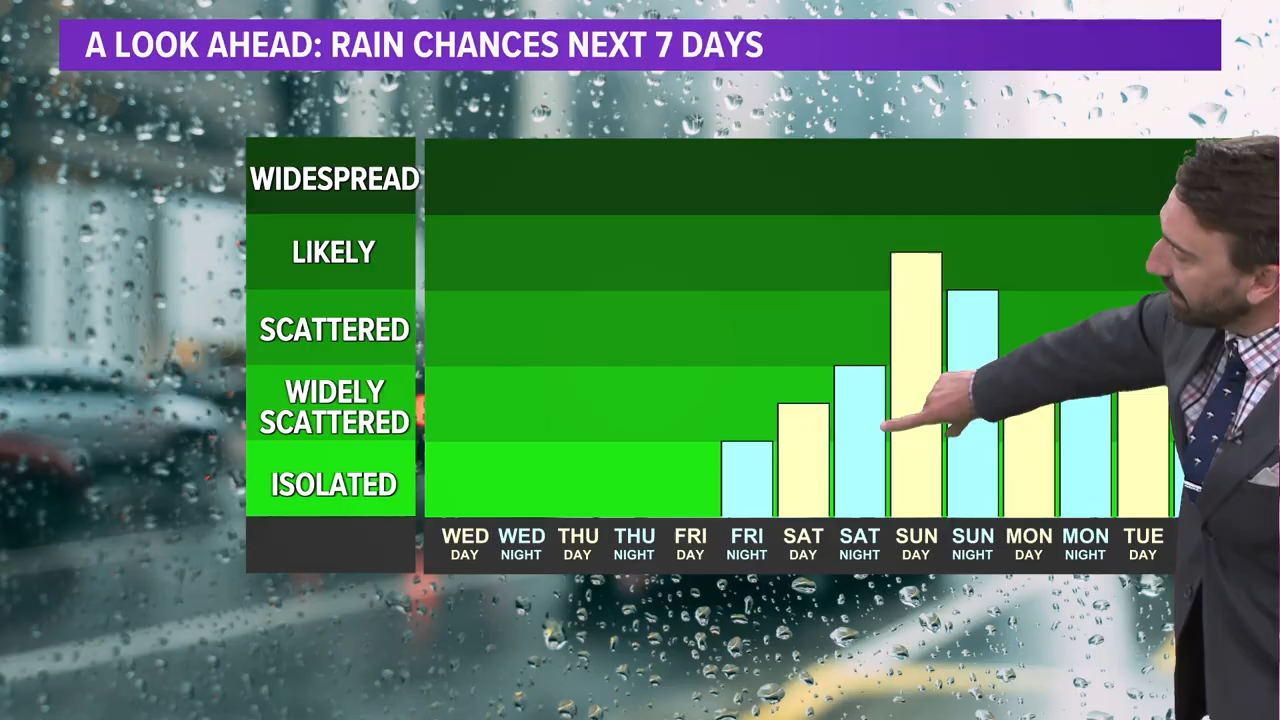 A LOOK AHEAD: RAIN CHANCES NEXT 7 DAYS
WIDESPREAD
LIKELY
SCATTERED
WIDELY
SCATTERED
ISOLATED
WED WED THU THU FRI FRI SAT SAT SUN SUN MON MON TUE
DAY NIGHT DAY NIGHT DAY NIGHT DAY NIGHT DAY NIGHT DAY NIGHT DAY